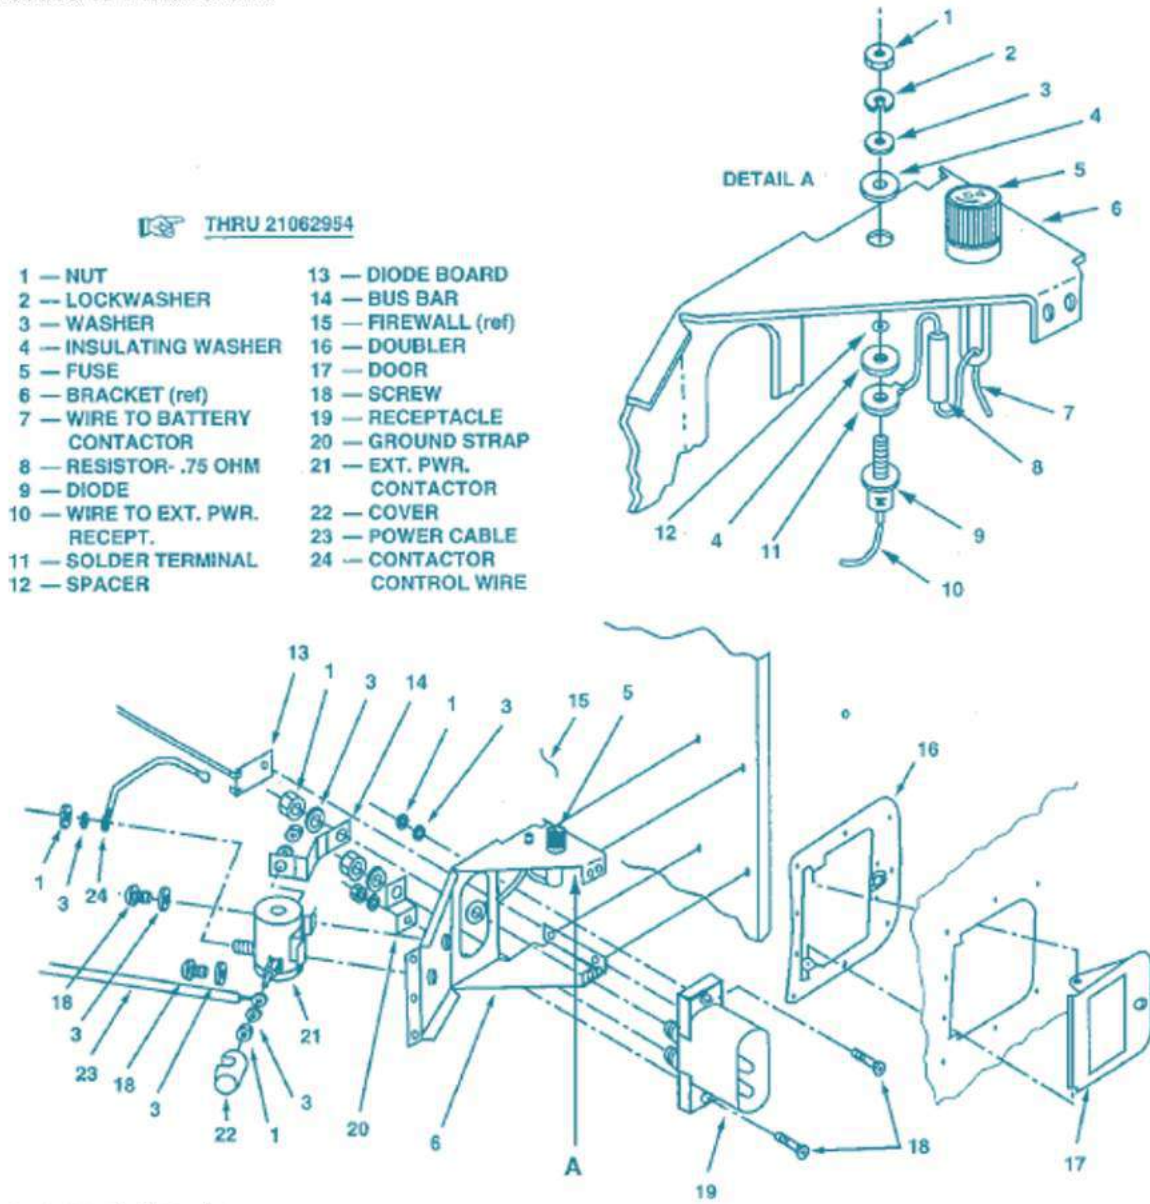 DETAIL A
1
2
3
4
5
6
7
8
9
10
11
4
12
THRU 21062954
1 — NUT
2 — LOCKWASHER
3 — WASHER
4 — INSULATING WASHER
5 — FUSE
6 — BRACKET (ref)
7 — WIRE TO BATTERY
CONTACTOR
8 — RESISTOR- .75 OHM
9 — DIODE
10 — WIRE TO EXT. PWR.
RECEPT.
11 — SOLDER TERMINAL
12 — SPACER
13 — DIODE BOARD
14 — BUS BAR
15 — FIREWALL (ref)
16 — DOUBLER
17 — DOOR
18 — SCREW
19 — RECEPTACLE
20 — GROUND STRAP
21 — EXT. PWR.
CONTACTOR
22 — COVER
23 — POWER CABLE
24 — CONTACTOR
CONTROL WIRE
13
1
3
14
1
3
15
5
16
1
3
24
18
3
23
18
3
22
1
3
21
20
6
A
19
18
17